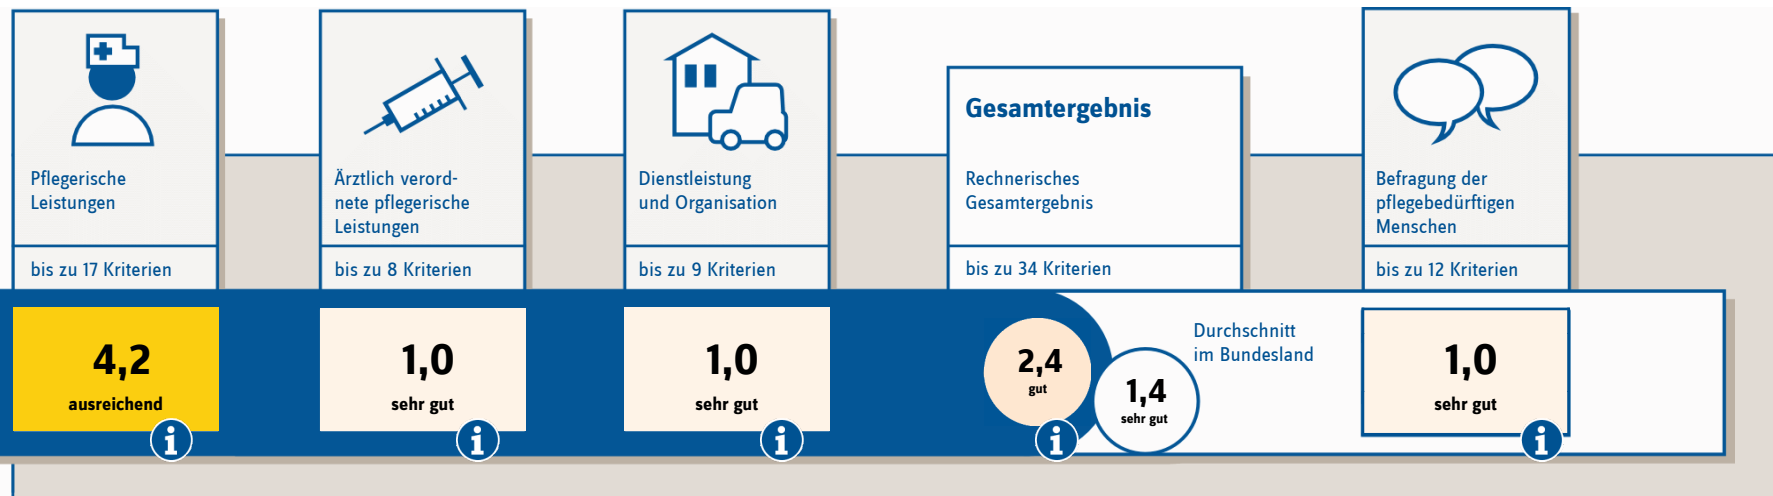 Pflegerische
Leistungen
bis zu 17 Kriterien
4,2
ausreichend
i
Ärztlich verord-
nete pflegerische
Leistungen
bis zu 8 Kriterien
1,0
sehr gut
i
Dienstleistung
und Organisation
bis zu 9 Kriterien
1,0
sehr gut
i
Gesamtergebnis
Rechnerisches
Gesamtergebnis
bis zu 34 Kriterien
2,4
gut
i
Durchschnitt
im Bundesland
1,4
sehr gut
Befragung der
pflegebedürftigen
Menschen
bis zu 12 Kriterien
1,0
sehr gut
i